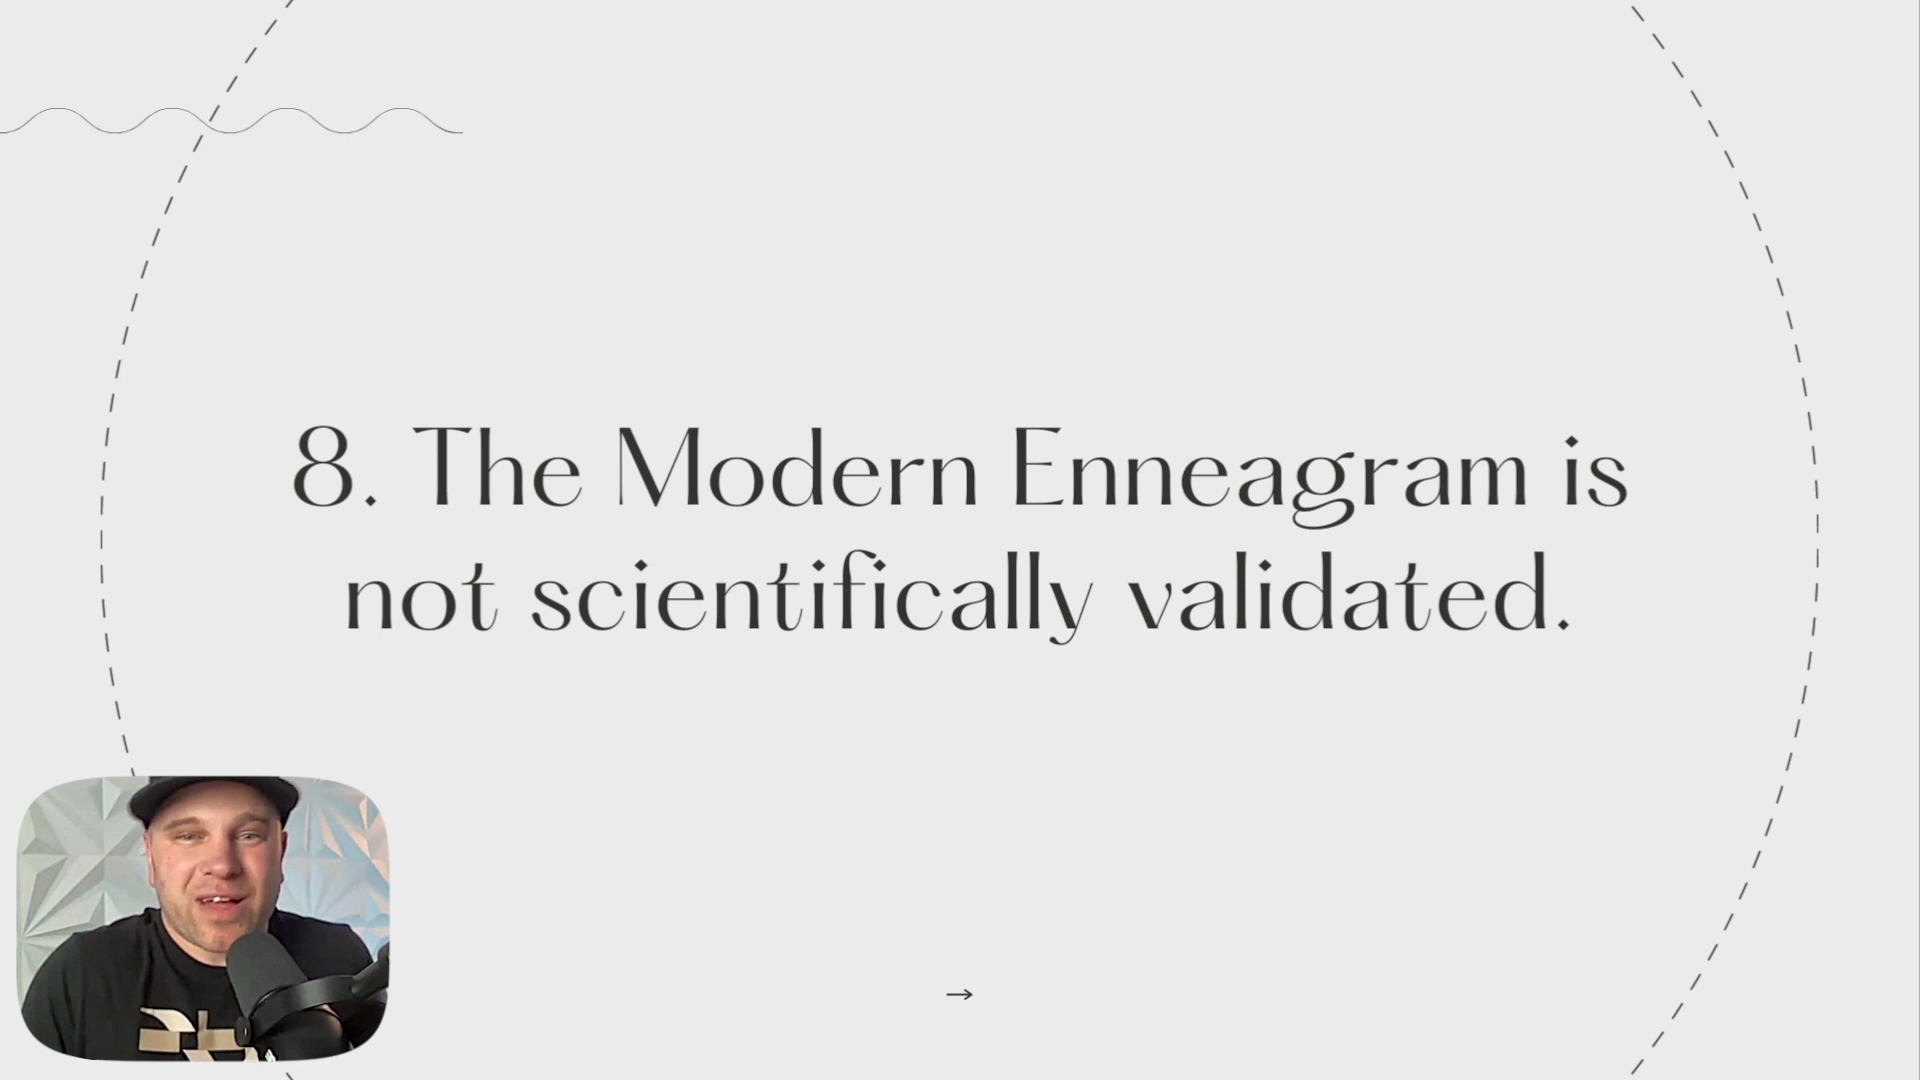 8. The Modern Enneagram is
not scientifically validated.